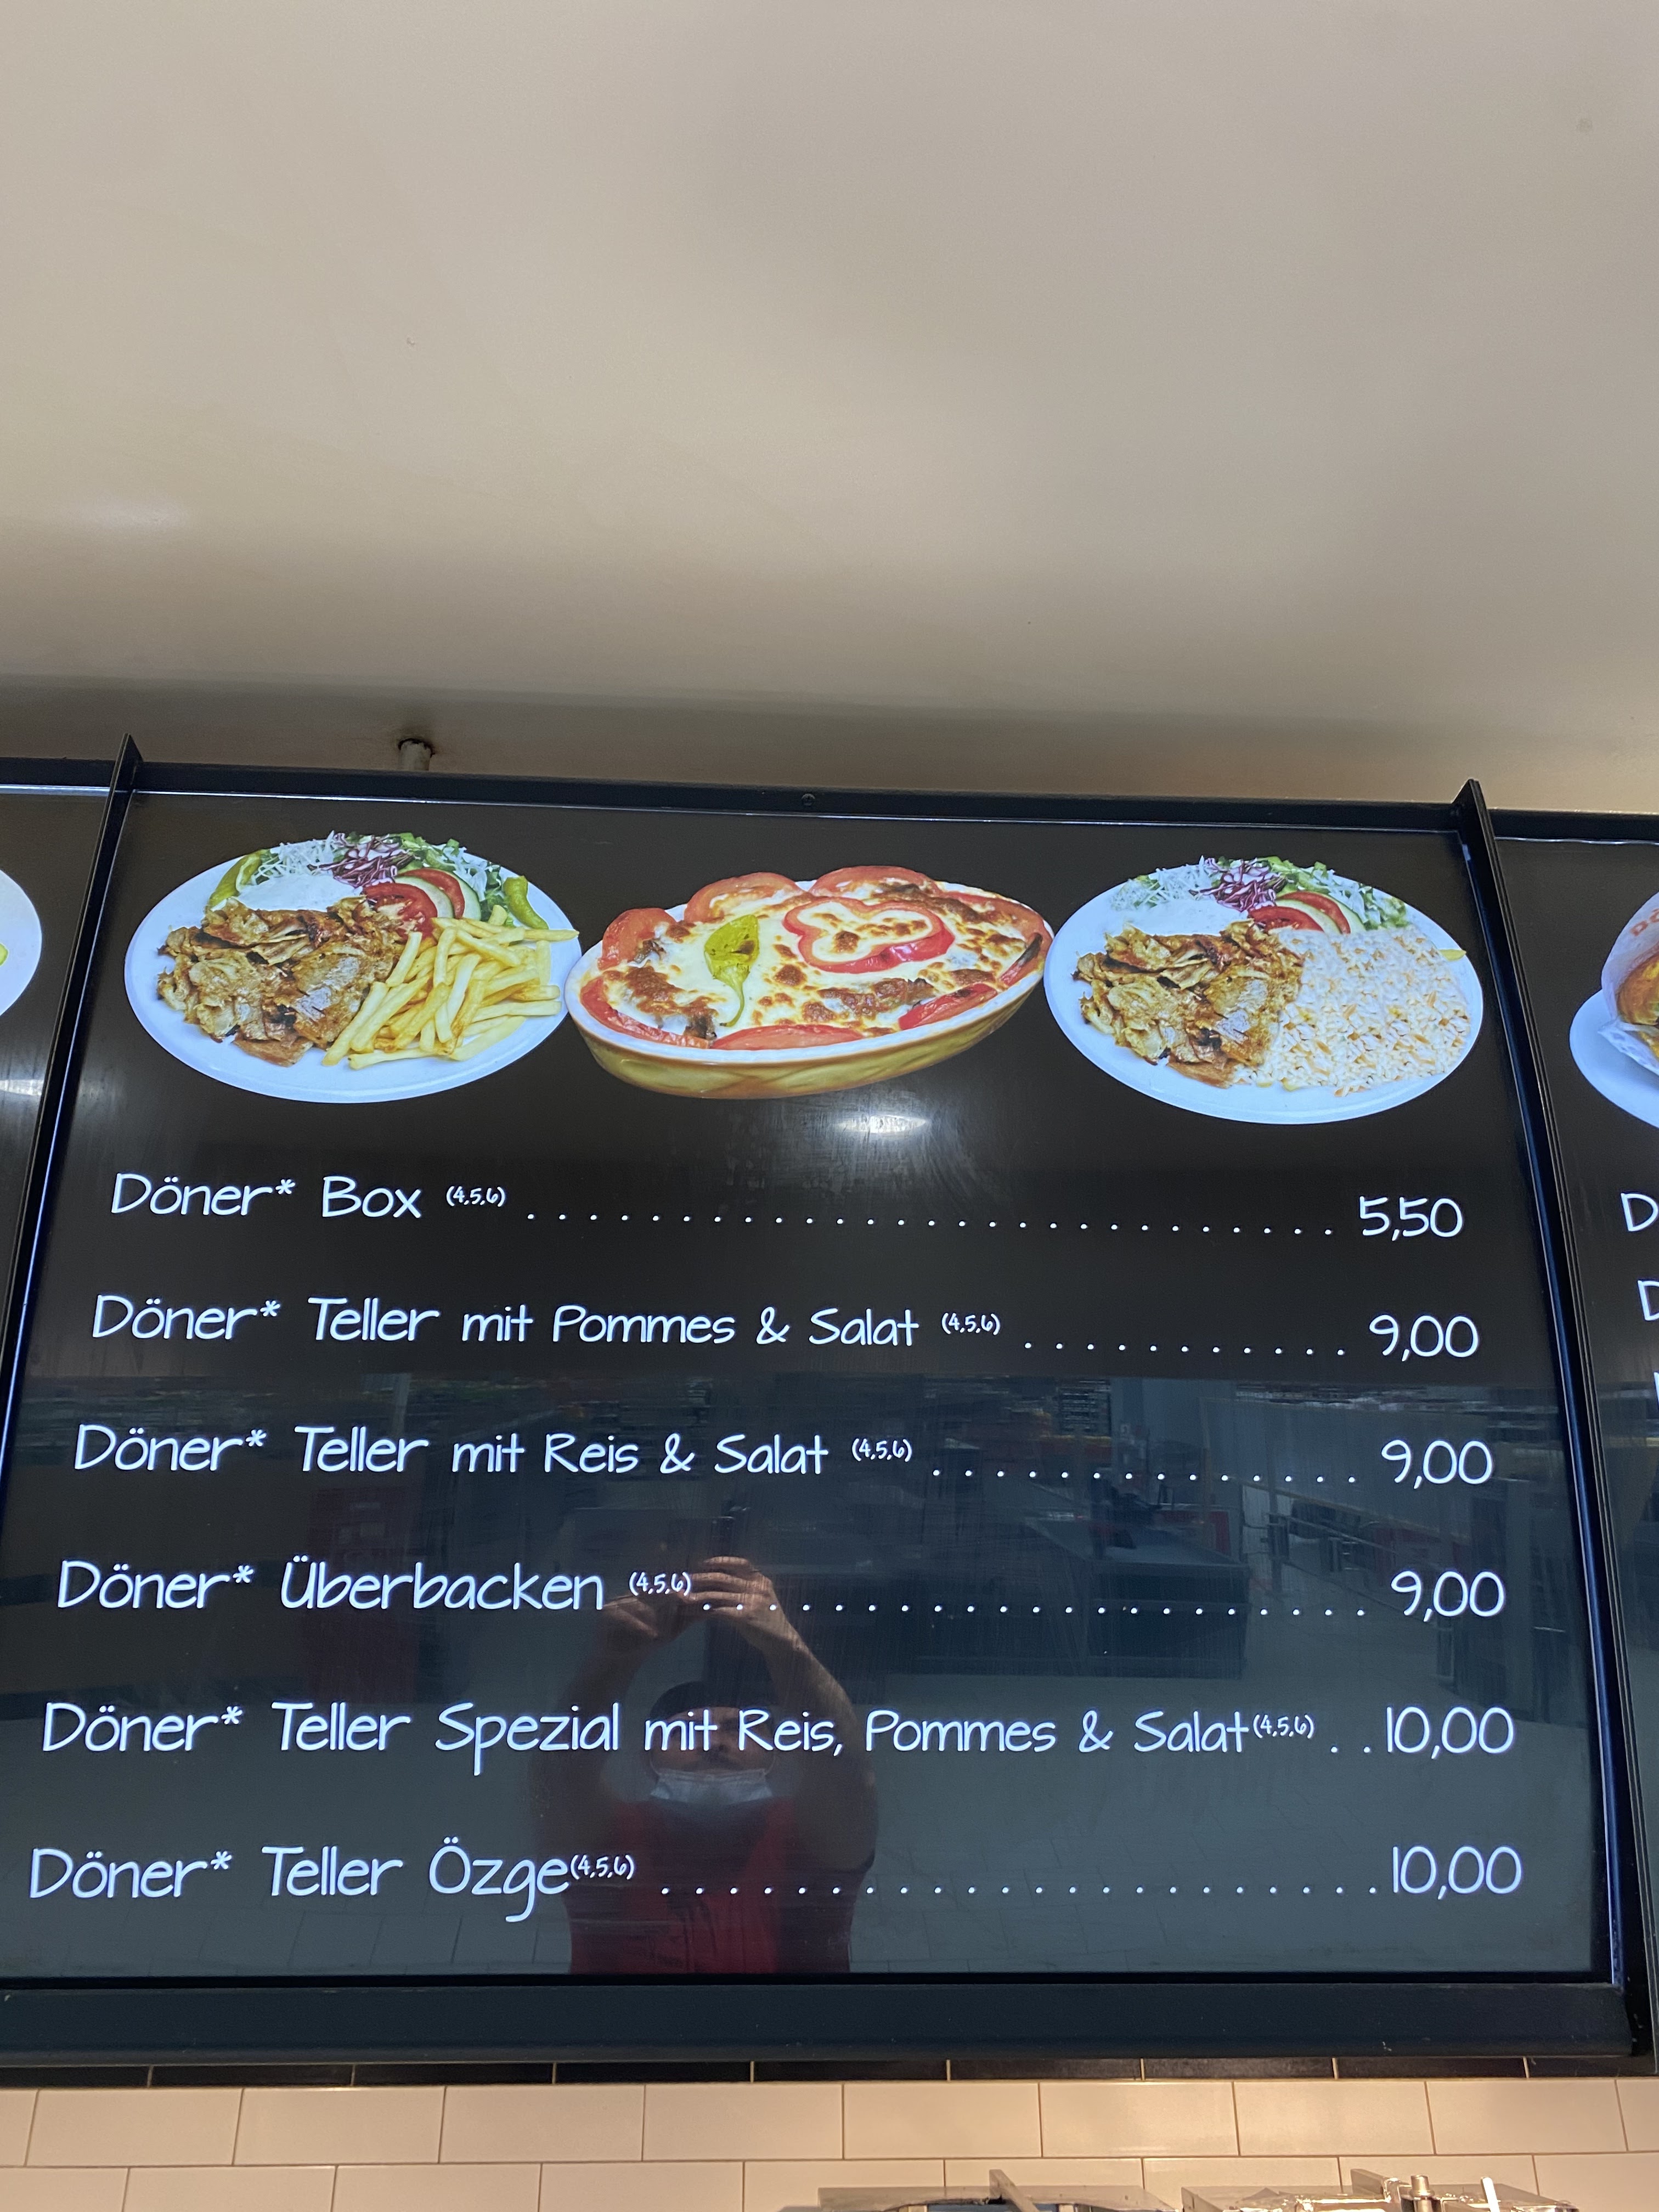 Döner* Box (4,5,6) . . . . . . . . . . . . . . . . . . . . . . . . . . . 5,50
Döner* Teller mit Pommes & Salat (4,5,6) . . . . . . . . . . . 9,00
Döner* Teller mit Reis & Salat (4,5,6) . . . . . . . . . . . . . . 9,00
Döner* Überbacken (4,5,6) . . . . . . . . . . . . . . . . . . . . . 9,00
Döner* Teller Spezial mit Reis, Pommes & Salat(4,5,6) . . 10,00
Döner* Teller Özge(4,5,6) . . . . . . . . . . . . . . . . . . . . . . 10,00